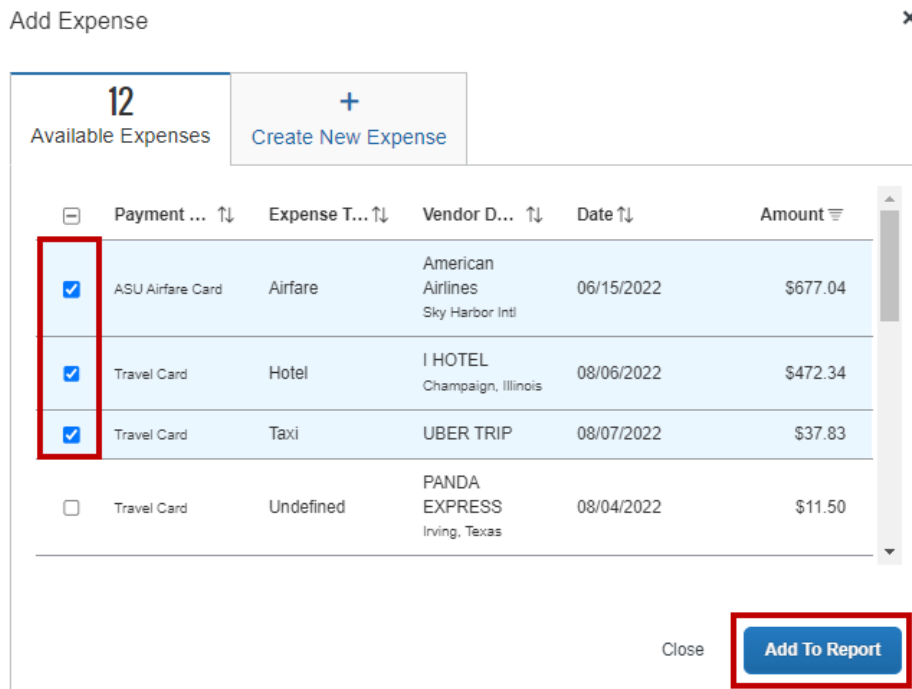 Add Expense
12
Available Expenses
+
Create New Expense
Payment ... Expense T... Vendor D... Date Amount
ASU Airfare Card Airfare American Airlines Sky Harbor Intl 06/15/2022 $677.04
Travel Card Hotel I HOTEL Champaign, Illinois 08/06/2022 $472.34
Travel Card Taxi UBER TRIP 08/07/2022 $37.83
Travel Card Undefined PANDA EXPRESS Irving, Texas 08/04/2022 $11.50
Close Add To Report